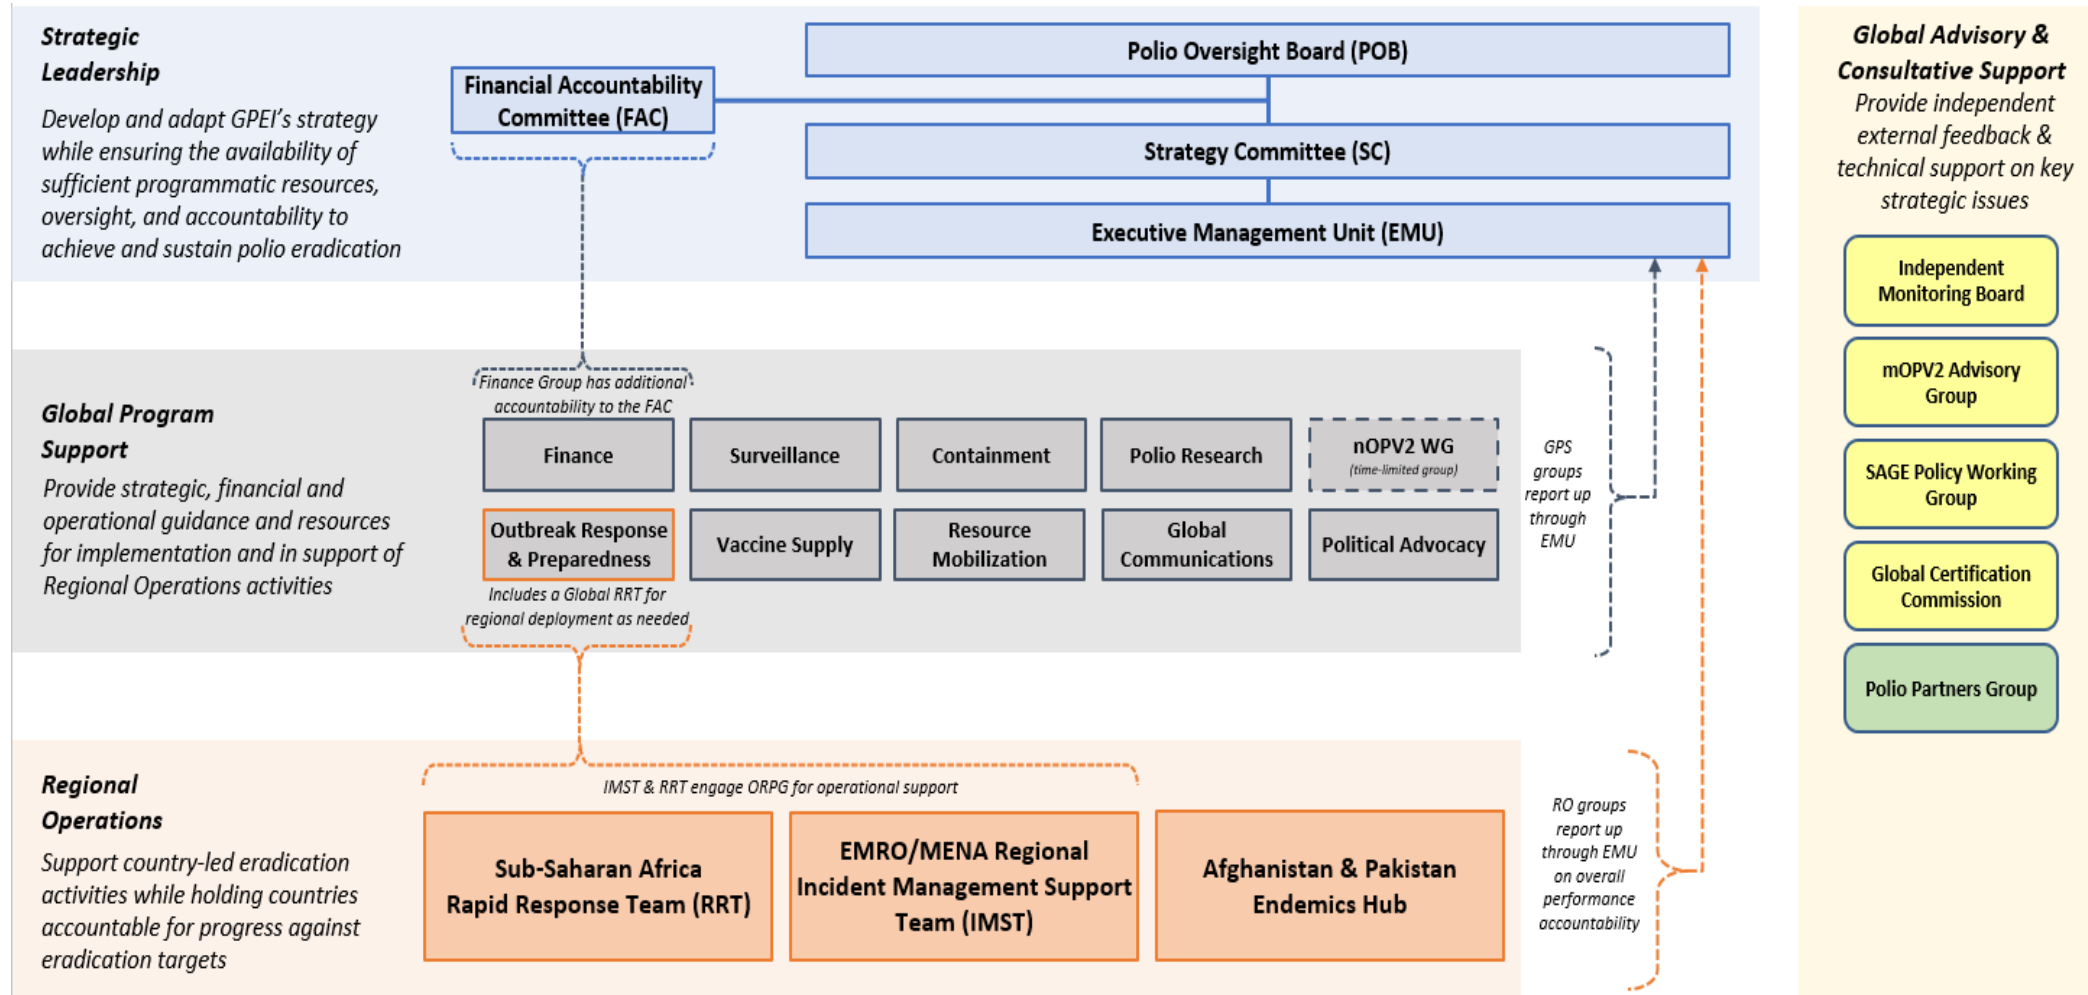 Strategic
Leadership
Develop and adapt GPEI's strategy
while ensuring the availability of
sufficient programmatic resources,
oversight, and accountability to
achieve and sustain polio eradication
Financial Accountability
Committee (FAC)
Polio Oversight Board (POB)
Strategy Committee (SC)
Executive Management Unit (EMU)
Global Program
Support
Provide strategic, financial and
operational guidance and resources
for implementation and in support of
Regional Operations activities
Finance Group has additional
accountability to the FAC
Finance
Surveillance
Containment
Polio Research
nOPV2 WG
(time-limited group)
Outbreak Response
& Preparedness
Vaccine Supply
Resource
Mobilization
Global
Communications
Political Advocacy
Includes a Global RRT for
regional deployment as needed
GPS
groups
report up
through
EMU
Regional
Operations
Support country-led eradication
activities while holding countries
accountable for progress against
eradication targets
IMST & RRT engage ORPG for operational support
Sub-Saharan Africa
Rapid Response Team (RRT)
EMRO/MENA Regional
Incident Management Support
Team (IMST)
Afghanistan & Pakistan
Endemics Hub
RO groups
report up
through EMU
on overall
performance
accountability
Global Advisory &
Consultative Support
Provide independent
external feedback &
technical support on key
strategic issues
Independent
Monitoring Board
mOPV2 Advisory
Group
SAGE Policy Working
Group
Global Certification
Commission
Polio Partners Group